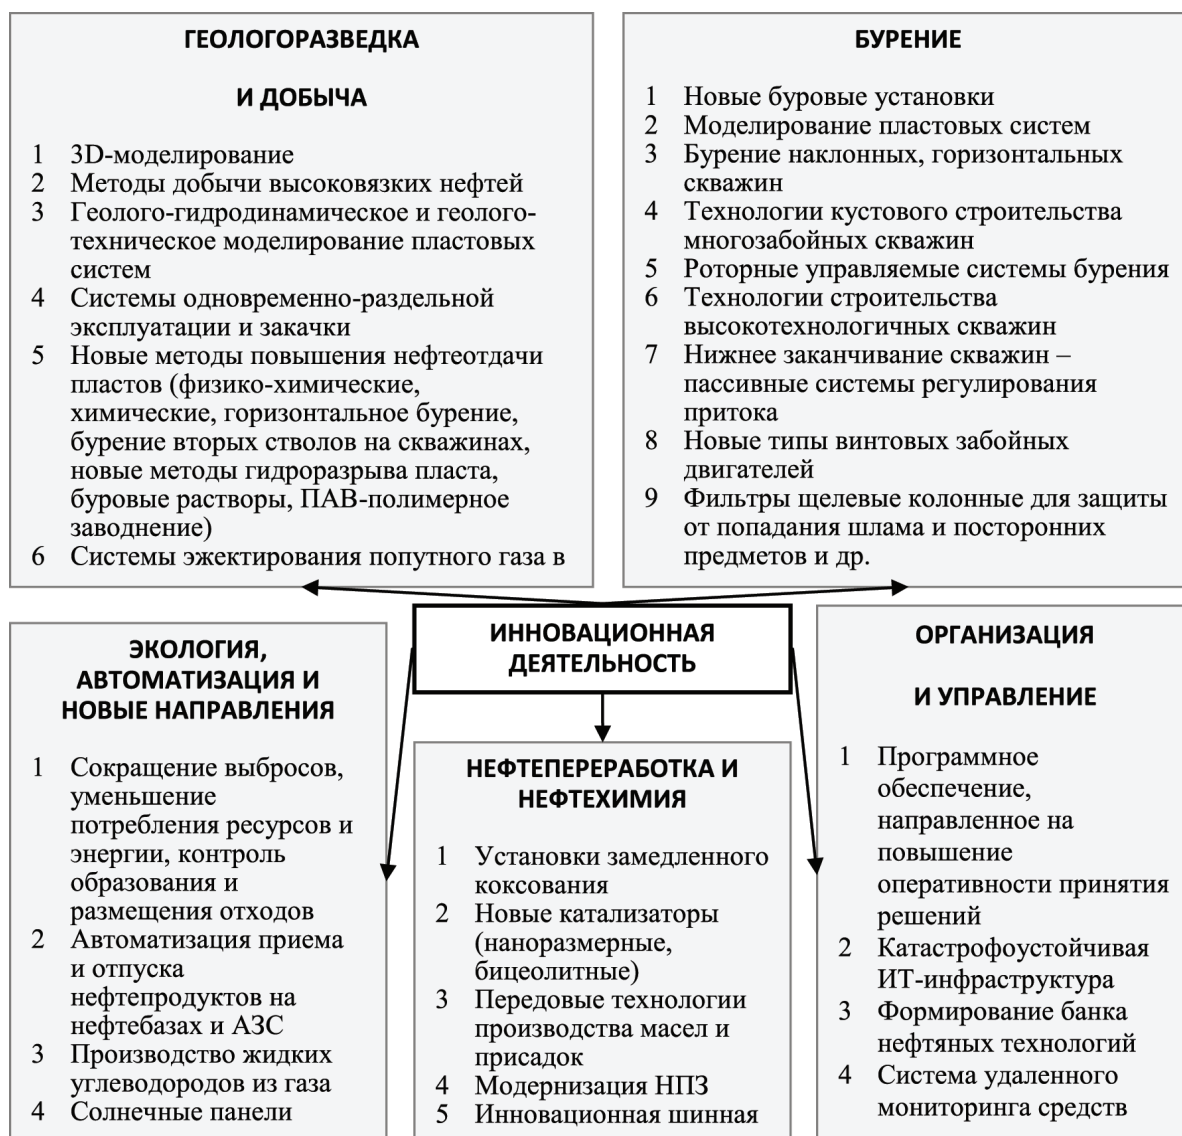 ГЕОЛОГОРАЗВЕДКА
И ДОБЫЧА
1 3D-моделирование
2 Методы добычи высоковязких нефтей
3 Геолого-гидродинамическое и геолого-
техническое моделирование пластовых
систем
4 Системы одновременно-раздельной
эксплуатации и закачки
5 Новые методы повышения нефтеотдачи
пластов (физико-химические,
химические, горизонтальное бурение,
бурение вторых стволов на скважинах,
новые методы гидроразрыва пласта,
буровые растворы, ПАВ-полимерное
заводнение)
6 Системы эжектирования попутного газа в
БУРЕНИЕ
1 Новые буровые установки
2 Моделирование пластовых систем
3 Бурение наклонных, горизонтальных
скважин
4 Технологии кустового строительства
многозабойных скважин
5 Роторные управляемые системы бурения
6 Технологии строительства
высокотехнологичных скважин
7 Нижнее заканчивание скважин –
пассивные системы регулирования
притока
8 Новые типы винтовых забойных
двигателей
9 Фильтры щелевые колонные для защиты
от попадания шлама и посторонних
предметов и др.
ИННОВАЦИОННАЯ
ДЕЯТЕЛЬНОСТЬ
ЭКОЛОГИЯ,
АВТОМАТИЗАЦИЯ И
НОВЫЕ НАПРАВЛЕНИЯ
1 Сокращение выбросов,
уменьшение
потребления ресурсов и
энергии, контроль
образования и
размещения отходов
2 Автоматизация приема
и отпуска
нефтепродуктов на
нефтебазах и АЗС
3 Производство жидких
углеводородов из газа
4 Солнечные панели
НЕФТЕПЕРЕРАБОТКА И
НЕФТЕХИМИЯ
1 Установки замедленного
коксования
2 Новые катализаторы
(наноразмерные,
бицеолитные)
3 Передовые технологии
производства масел и
присадок
4 Модернизация НПЗ
5 Инновационная шинная
ОРГАНИЗАЦИЯ
И УПРАВЛЕНИЕ
1 Программное
обеспечение,
направленное на
повышение
оперативности принятия
решений
2 Катастрофоустойчивая
ИТ-инфраструктура
3 Формирование банка
нефтяных технологий
4 Система удаленного
мониторинга средств